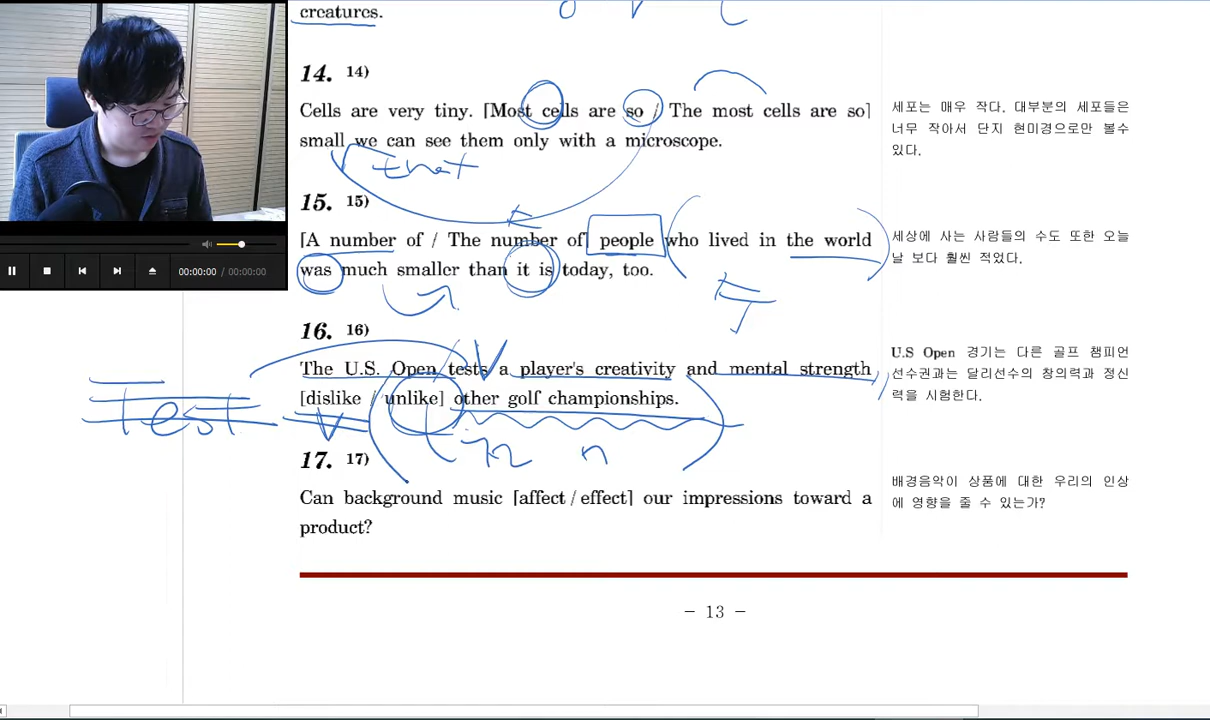 creatures.
14. 14)
Cells are very tiny. [Most cells are so / The most cells are so]
small we can see them only with a microscope.
that
세포는 매우 작다. 대부분의 세포들은
너무 작아서 단지 현미경으로만 볼수
있다.
15. 15)
[A number of / The number of] people who lived in the world
was much smaller than it is today, too.
세상에 사는 사람들의 수도 또한 오늘
날 보다 훨씬 적었다.
00:00:00 / 00:00:00
16. 16)
The U.S. Open tests a player's creativity and mental strength
[dislike / unlike] other golf championships.
Test
V
V
n
U.S Open 경기는 다른 골프 챔피언
선수권과는 달리선수의 창의력과 정신
력을 시험한다.
17. 17)
Can background music [affect / effect] our impressions toward a
product?
배경음악이 상품에 대한 우리의 인상
에 영향을 줄 수 있는가?
- 13 -